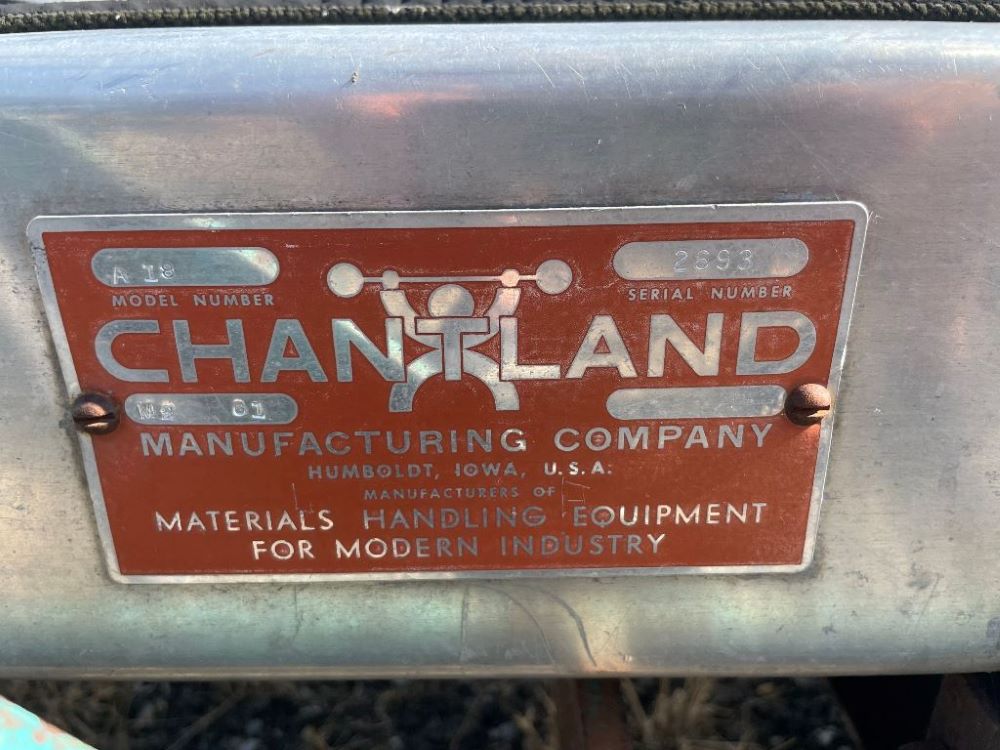 A 18 2693
MODEL NUMBER SERIAL NUMBER
CHANTLAND
61
MANUFACTURING COMPANY
HUMBOLDT, IOWA, U.S.A.
MANUFACTURERS OF
MATERIALS HANDLING EQUIPMENT
FOR MODERN INDUSTRY